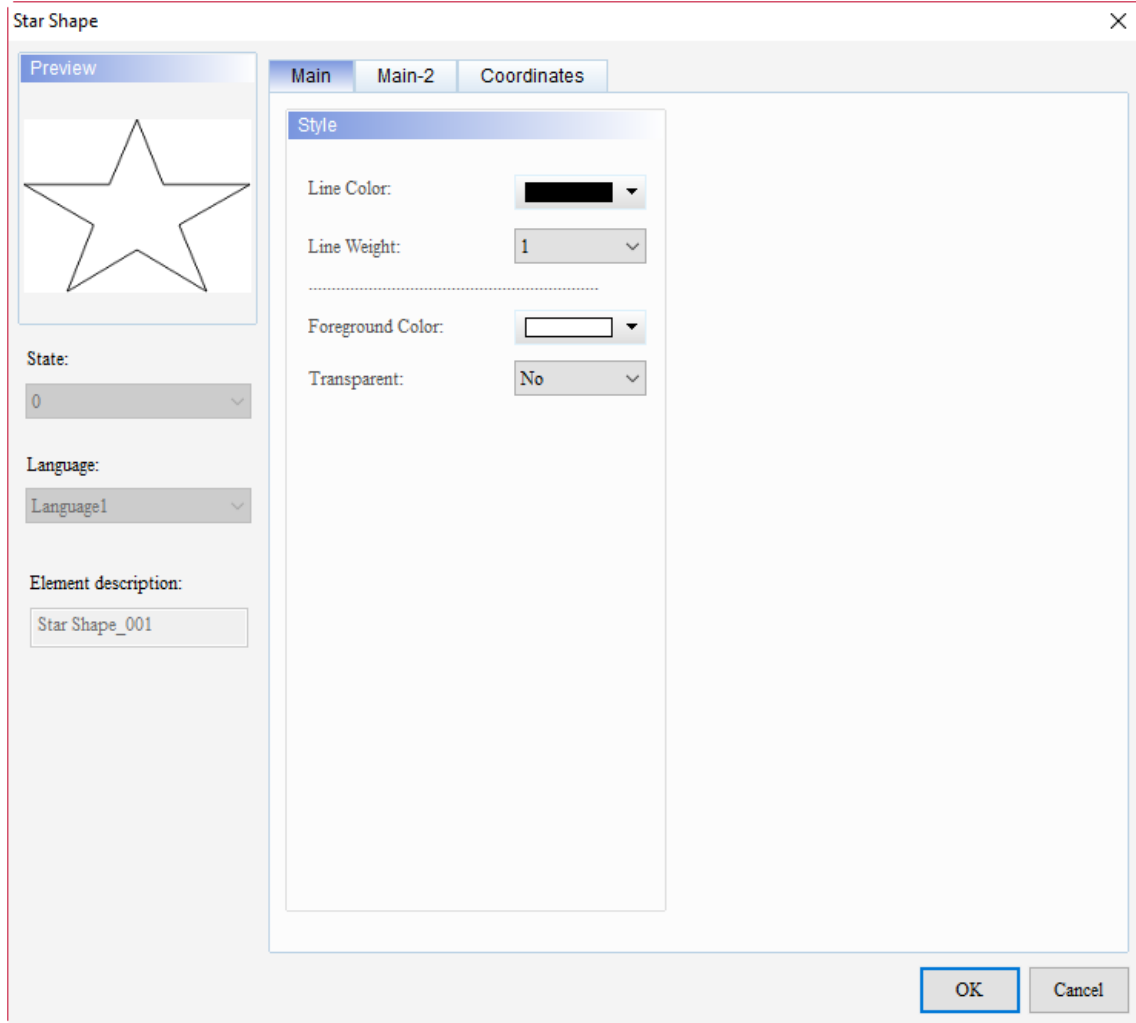 Star Shape
Preview
Main
Main-2
Coordinates
Style
Line Color:
Line Weight:
1
Foreground Color:
Transparent:
No
State:
0
Language:
Language1
Element description:
Star Shape_001
OK
Cancel